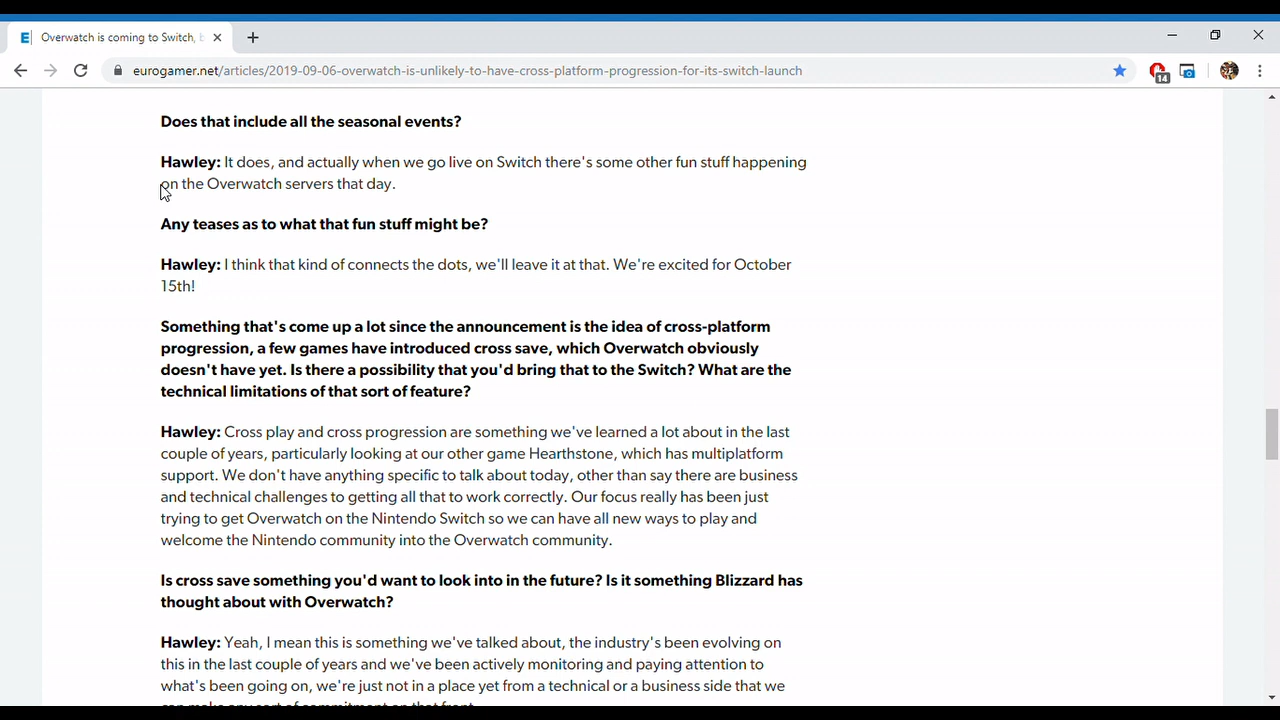 E Overwatch is coming to Switch, b
eurogamer.net/articles/2019-09-06-overwatch-is-unlikely-to-have-cross-platform-progression-for-its-switch-launch
14
Does that include all the seasonal events?
Hawley: It does, and actually when we go live on Switch there's some other fun stuff happening
on the Overwatch servers that day.
Any teases as to what that fun stuff might be?
Hawley: I think that kind of connects the dots, we'll leave it at that. We're excited for October
15th!
Something that's come up a lot since the announcement is the idea of cross-platform
progression, a few games have introduced cross save, which Overwatch obviously
doesn't have yet. Is there a possibility that you'd bring that to the Switch? What are the
technical limitations of that sort of feature?
Hawley: Cross play and cross progression are something we've learned a lot about in the last
couple of years, particularly looking at our other game Hearthstone, which has multiplatform
support. We don't have anything specific to talk about today, other than say there are business
and technical challenges to getting all that to work correctly. Our focus really has been just
trying to get Overwatch on the Nintendo Switch so we can have all new ways to play and
welcome the Nintendo community into the Overwatch community.
Is cross save something you'd want to look into in the future? Is it something Blizzard has
thought about with Overwatch?
Hawley: Yeah, I mean this is something we've talked about, the industry's been evolving on
this in the last couple of years and we've been actively monitoring and paying attention to
what's been going on, we're just not in a place yet from a technical or a business side that we
can make any sort of commitment on that front.